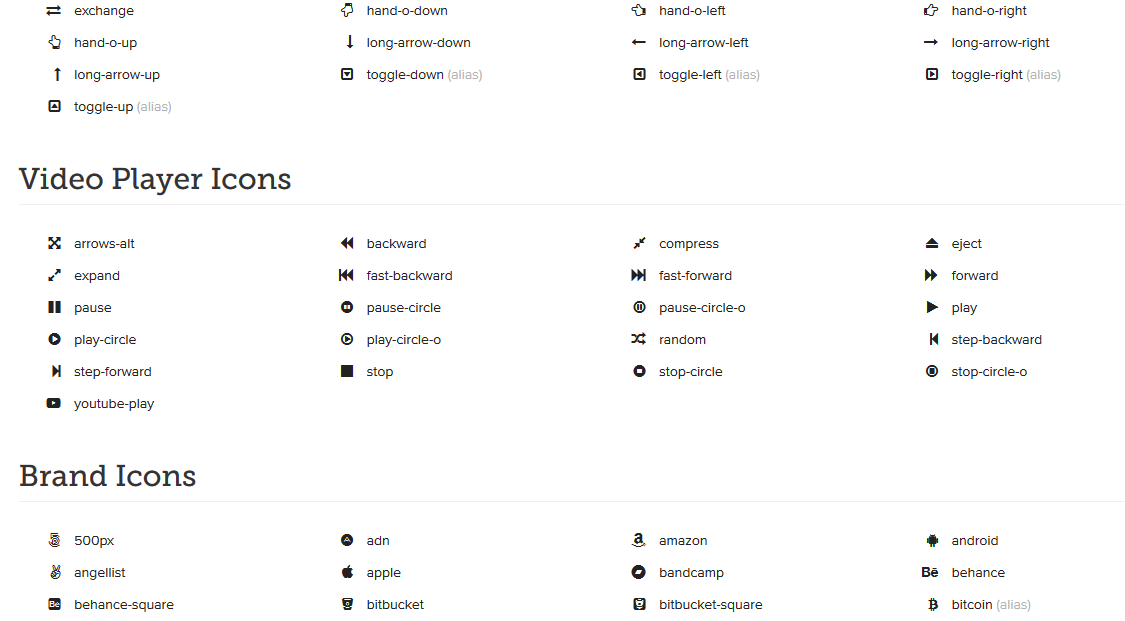 exchange hand-o-down hand-o-left hand-o-right
hand-o-up long-arrow-down long-arrow-left long-arrow-right
long-arrow-up toggle-down (alias) toggle-left (alias) toggle-right (alias)
toggle-up (alias)
Video Player Icons
arrows-alt backward compress eject
expand fast-backward fast-forward forward
pause pause-circle pause-circle-o play
play-circle play-circle-o random step-backward
step-forward stop stop-circle stop-circle-o
youtube-play
Brand Icons
500px adn amazon android
angellist apple bandcamp Bē behance
Bē behance-square bitbucket bitbucket-square bitcoin (alias)